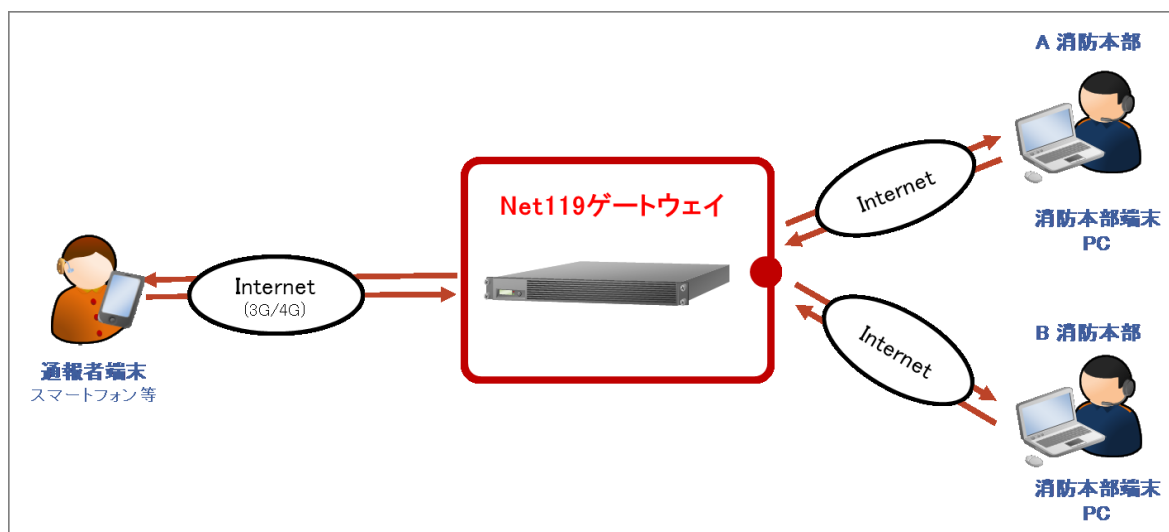 A 消防本部
Internet
消防本部端末
PC
Net119ゲートウェイ
Internet
(3G/4G)
通報者端末
スマートフォン等
Internet
B 消防本部
消防本部端末
PC